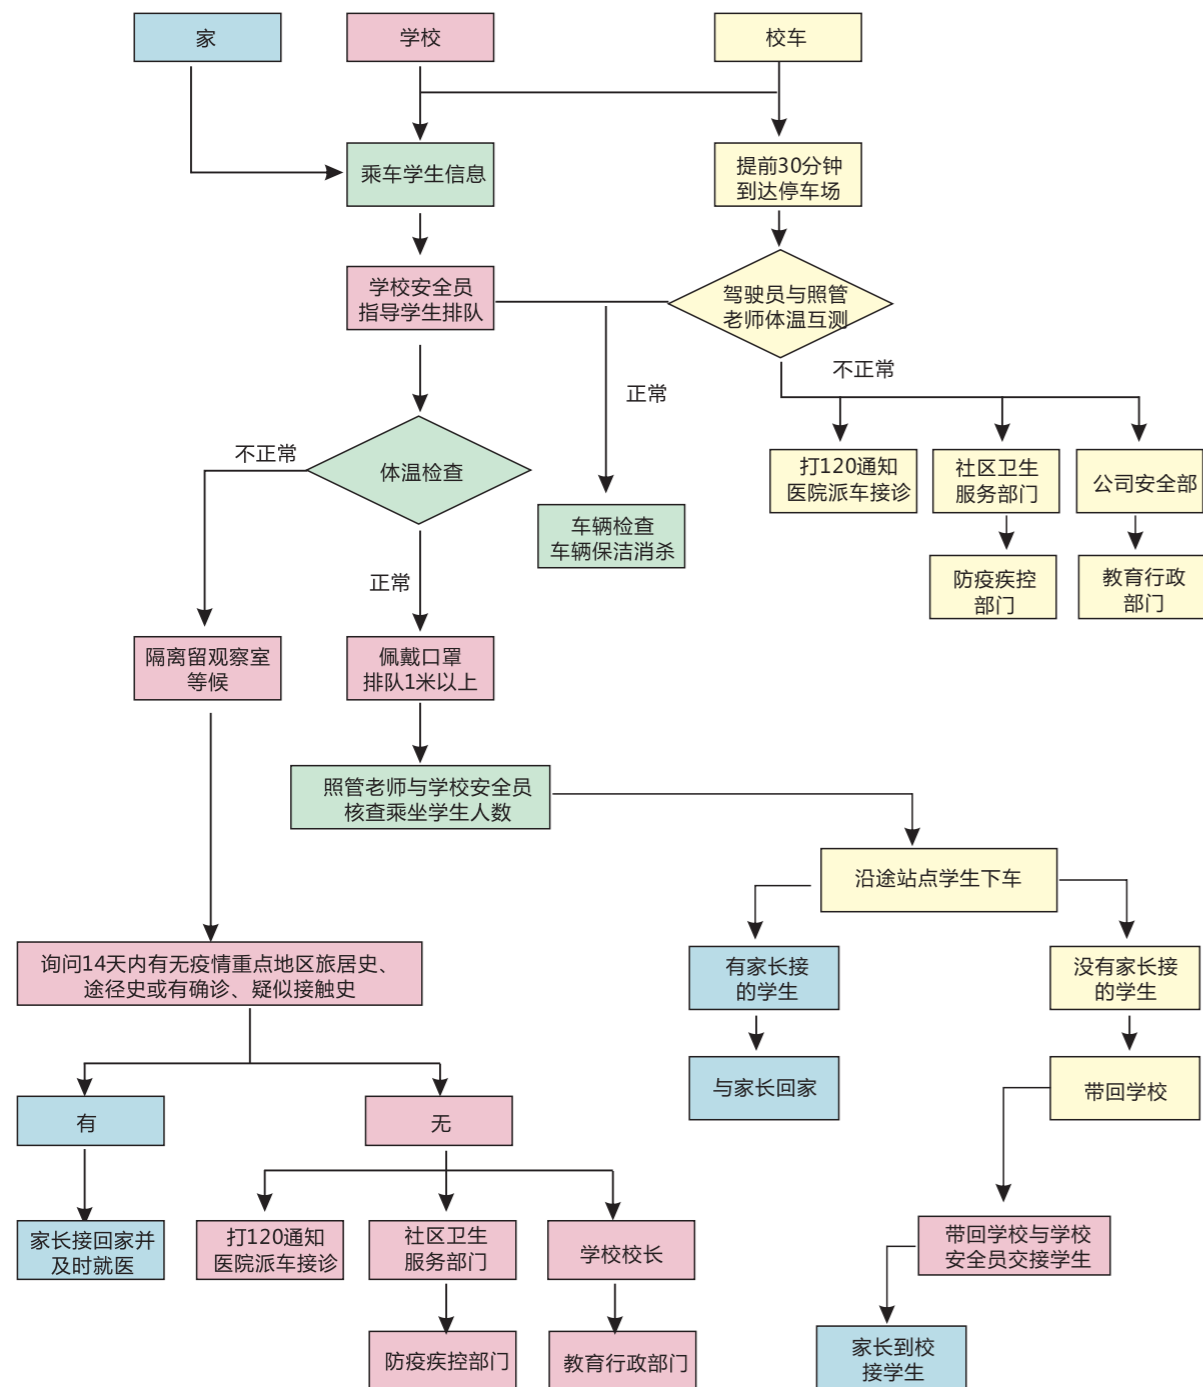 家
学校
校车
乘车学生信息
提前30分钟
到达停车场
学校安全员
指导学生排队
驾驶员与照管
老师体温互测
正常
不正常
不正常
体温检查
打120通知
医院派车接诊
社区卫生
服务部门
公司安全部
车辆检查
车辆保洁消杀
正常
防疫疾控
部门
教育行政
部门
隔离留观察室
等候
佩戴口罩
排队1米以上
照管老师与学校安全员
核查乘坐学生人数
沿途站点学生下车
询问14天内有无疫情重点地区旅居史、
途径史或有确诊、疑似接触史
有家长接
的学生
没有家长接
的学生
与家长回家
带回学校
有
无
家长接回家并
及时就医
打120通知
医院派车接诊
社区卫生
服务部门
学校校长
带回学校与学校
安全员交接学生
防疫疾控部门
教育行政部门
家长到校
接学生